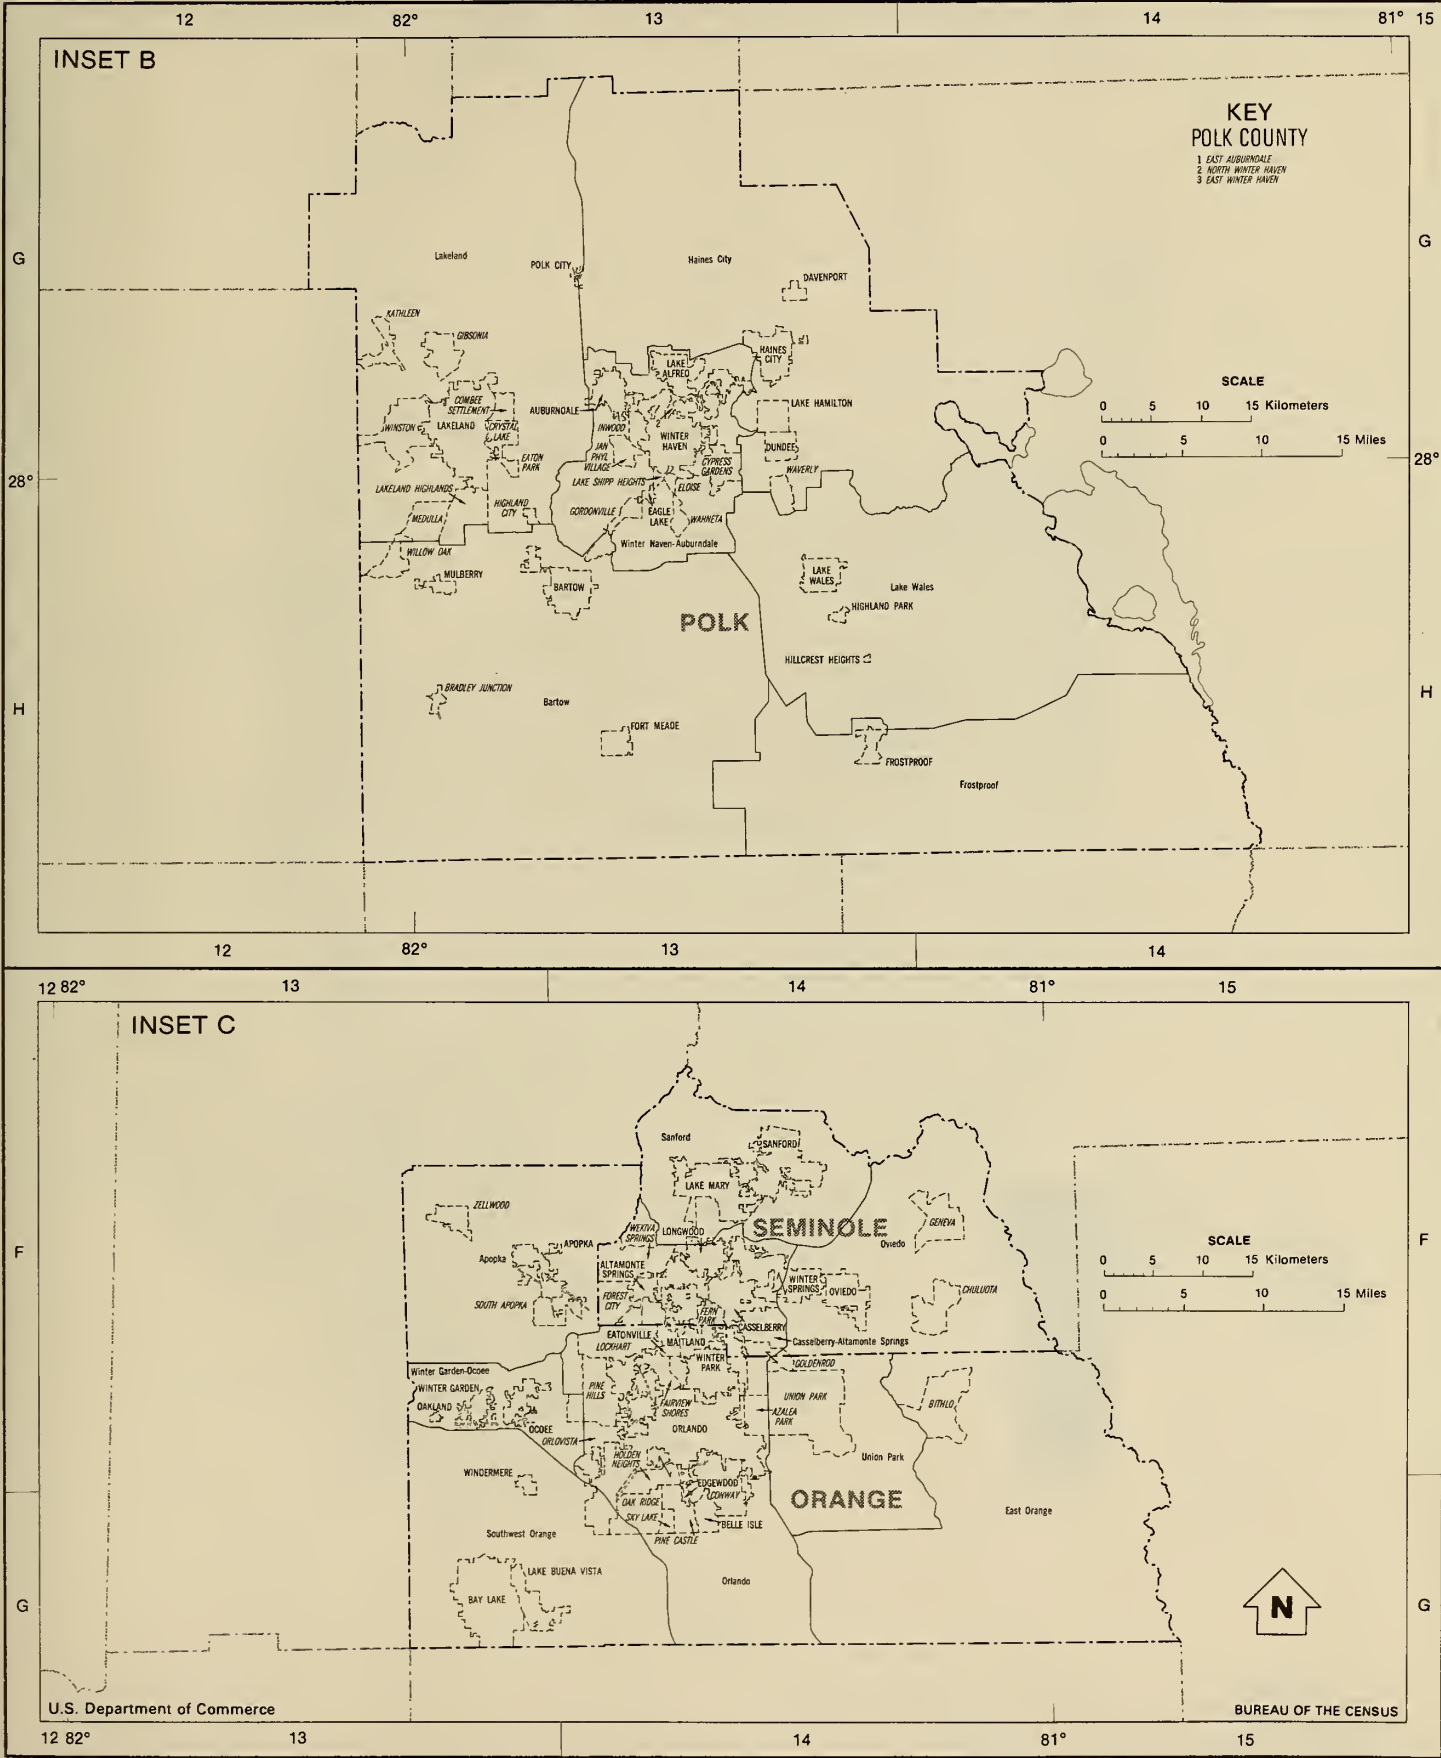 12 82° 13 14 81° 15
INSET B
KEY
POLK COUNTY
1 EAST AUBURNDALE
2 NORTH WINTER HAVEN
3 EAST WINTER HAVEN
G
G
Lakeland
POLK CITY
Haines City
DAVENPORT
KATHLEEN
GIBSONIA
HAINES
CITY
LAKE
ALFRED
SCALE
0 5 10 15 Kilometers
0 5 10 15 Miles
COMBEE
SETTLEMENT
AUBURNDALE
LAKE HAMILTON
WINSTON
LAKELAND
CRYSTAL
LAKE
INWOOD
WINTER
HAVEN
DUNDEE
JAN
PHYL
VILLAGE
EATON
PARK
CYPRESS
GARDENS
WAVERLY
28°
28°
LAKELAND HIGHLANDS
LAKE SHIPP HEIGHTS
ELOISE
HIGHLAND
CITY
GORDONVILLE
EAGLE
LAKE
WAHNETA
MEDULLA
Winter Haven-Auburndale
WILLOW OAK
MULBERRY
BARTOW
LAKE
WALES
Lake Wales
HIGHLAND PARK
POLK
HILLCREST HEIGHTS
H
H
BRADLEY JUNCTION
Bartow
FORT MEADE
FROSTPROOF
Frostproof
12 82° 13 14
12 82° 13 14 81° 15
INSET C
Sanford
SANFORD
LAKE MARY
ZELLWOOD
GENEVA
WEKIVA
SPRINGS
LONGWOOD
SEMINOLE
Oviedo
F
F
APOPKA
Apopka
SCALE
0 5 10 15 Kilometers
0 5 10 15 Miles
ALTAMONTE
SPRINGS
WINTER
SPRINGS
OVIEDO
CHULUOTA
FOREST
CITY
SOUTH APOPKA
FERN
PARK
CASSELBERRY
EATONVILLE
LOCKHART
MAITLAND
Casselberry-Altamonte Springs
WINTER
PARK
GOLDENROD
Winter Garden-Ocoee
WINTER GARDEN
PINE
HILLS
UNION PARK
BITHLO
OAKLAND
FAIRVIEW
SHORES
AZALEA
PARK
OCOEE
ORLOVISTA
ORLANDO
HOLDEN
HEIGHTS
Union Park
WINDERMERE
EDGEWOOD
CONWAY
OAK RIDGE
ORANGE
East Orange
SKY LAKE
BELLE ISLE
Southwest Orange
PINE CASTLE
LAKE BUENA VISTA
Orlando
BAY LAKE
G
G
N
U.S. Department of Commerce
BUREAU OF THE CENSUS
12 82° 13 14 81° 15